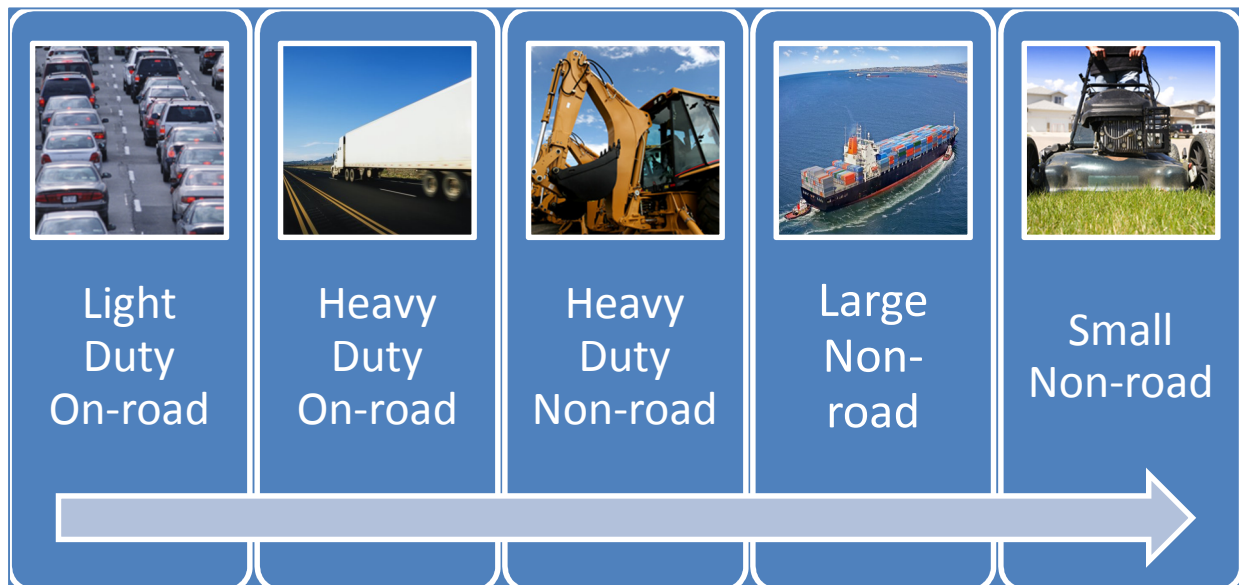 Light
Duty
On-road
Heavy
Duty
On-road
Heavy
Duty
Non-road
Large
Non-
road
Small
Non-road